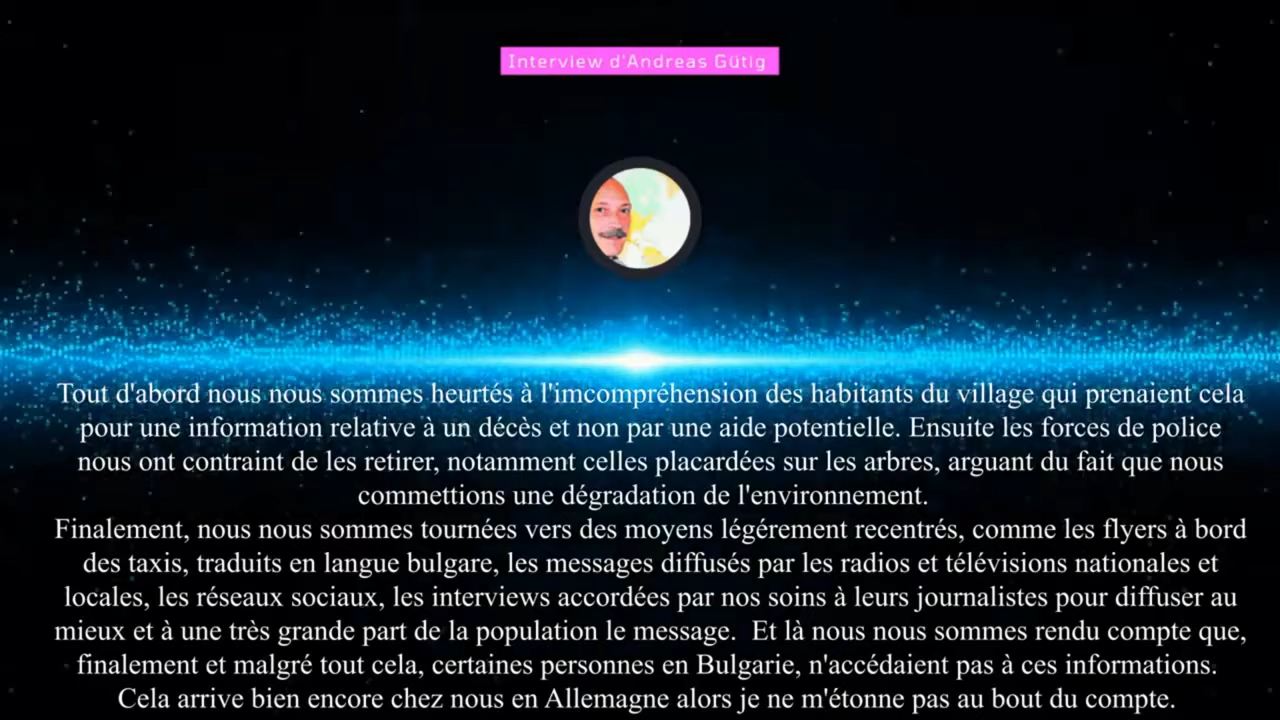 Interview d'Andreas Gütig
Tout d'abord nous nous sommes heurtés à l'imcompréhension des habitants du village qui prenaient cela
pour une information relative à un décès et non par une aide potentielle. Ensuite les forces de police
nous ont contraint de les retirer, notamment celles placardées sur les arbres, arguant du fait que nous
commettions une dégradation de l'environnement.
Finalement, nous nous sommes tournées vers des moyens légérement recentrés, comme les flyers à bord
des taxis, traduits en langue bulgare, les messages diffusés par les radios et télévisions nationales et
locales, les réseaux sociaux, les interviews accordées par nos soins à leurs journalistes pour diffuser au
mieux et à une très grande part de la population le message.  Et là nous nous sommes rendu compte que,
finalement et malgré tout cela, certaines personnes en Bulgarie, n'accédaient pas à ces informations.
Cela arrive bien encore chez nous en Allemagne alors je ne m'étonne pas au bout du compte.